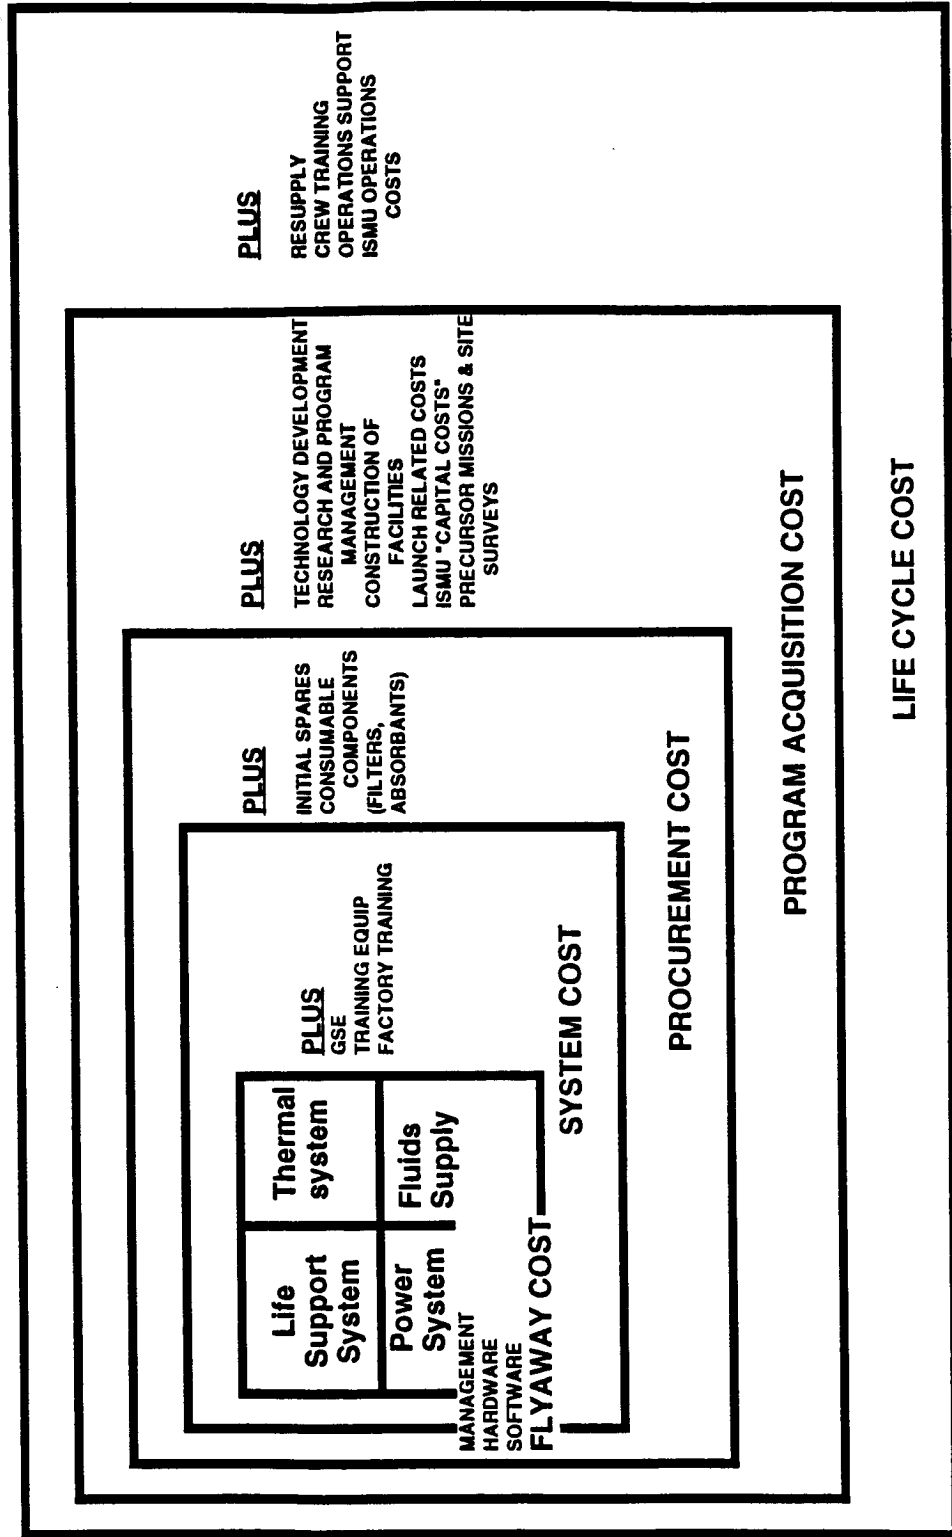 Life
Support
System
Thermal
system
Power
System
Fluids
Supply
MANAGEMENT
HARDWARE
SOFTWARE
FLYAWAY COST
PLUS
GSE
TRAINING EQUIP
FACTORY TRAINING
SYSTEM COST
PLUS
INITIAL SPARES
CONSUMABLE
COMPONENTS
(FILTERS,
ABSORBANTS)
PROCUREMENT COST
PLUS
TECHNOLOGY DEVELOPMENT
RESEARCH AND PROGRAM
MANAGEMENT
CONSTRUCTION OF
FACILITIES
LAUNCH RELATED COSTS
ISMU "CAPITAL COSTS"
PRECURSOR MISSIONS & SITE
SURVEYS
PROGRAM ACQUISITION COST
PLUS
RESUPPLY
CREW TRAINING
OPERATIONS SUPPORT
ISMU OPERATIONS
COSTS
LIFE CYCLE COST